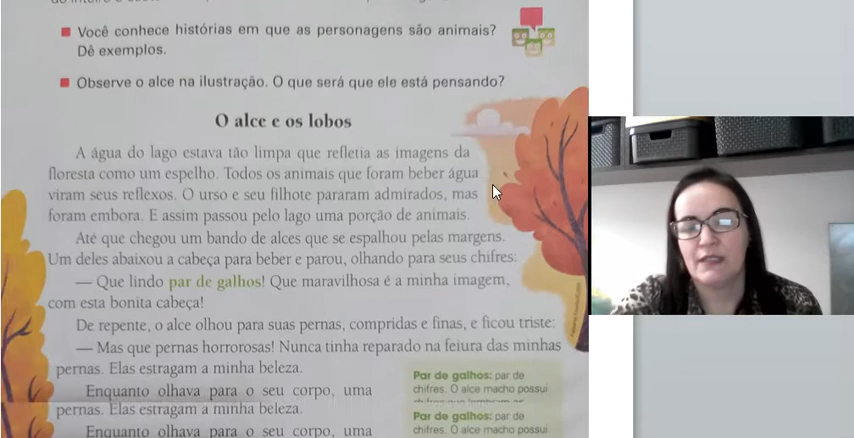 Você conhece histórias em que as personagens são animais?
Dê exemplos.
Observe o alce na ilustração. O que será que ele está pensando?
O alce e os lobos
A água do lago estava tão limpa que refletia as imagens da
floresta como um espelho. Todos os animais que foram beber água
viram seus reflexos. O urso e seu filhote pararam admirados, mas
foram embora. E assim passou pelo lago uma porção de animais.
Até que chegou um bando de alces que se espalhou pelas margens.
Um deles abaixou a cabeça para beber e parou, olhando para seus chifres:
— Que lindo par de galhos! Que maravilhosa é a minha imagem,
com esta bonita cabeça!
De repente, o alce olhou para suas pernas, compridas e finas, e ficou triste:
— Mas que pernas horrorosas! Nunca tinha reparado na feiura das minhas
pernas. Elas estragam a minha beleza.
Enquanto olhava para o seu corpo, uma
pernas. Elas estragam a minha beleza.
Enquanto olhava para o seu corpo, uma
Par de galhos: par de
chifres. O alce macho possui
Par de galhos: par de
chifres. O alce macho possui